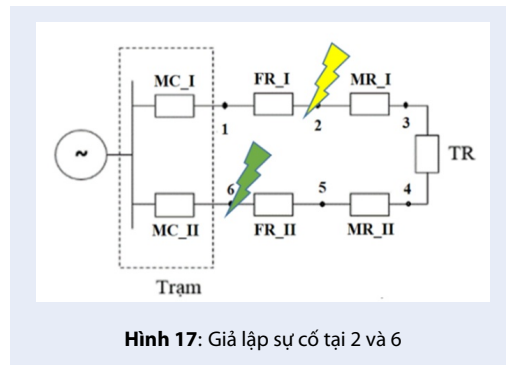 MC_I
FR_I
MR_I
1
2
3
~
TR
6
5
4
MC_II
FR_II
MR_II
Trạm
Hình 17: Giả lập sự cố tại 2 và 6